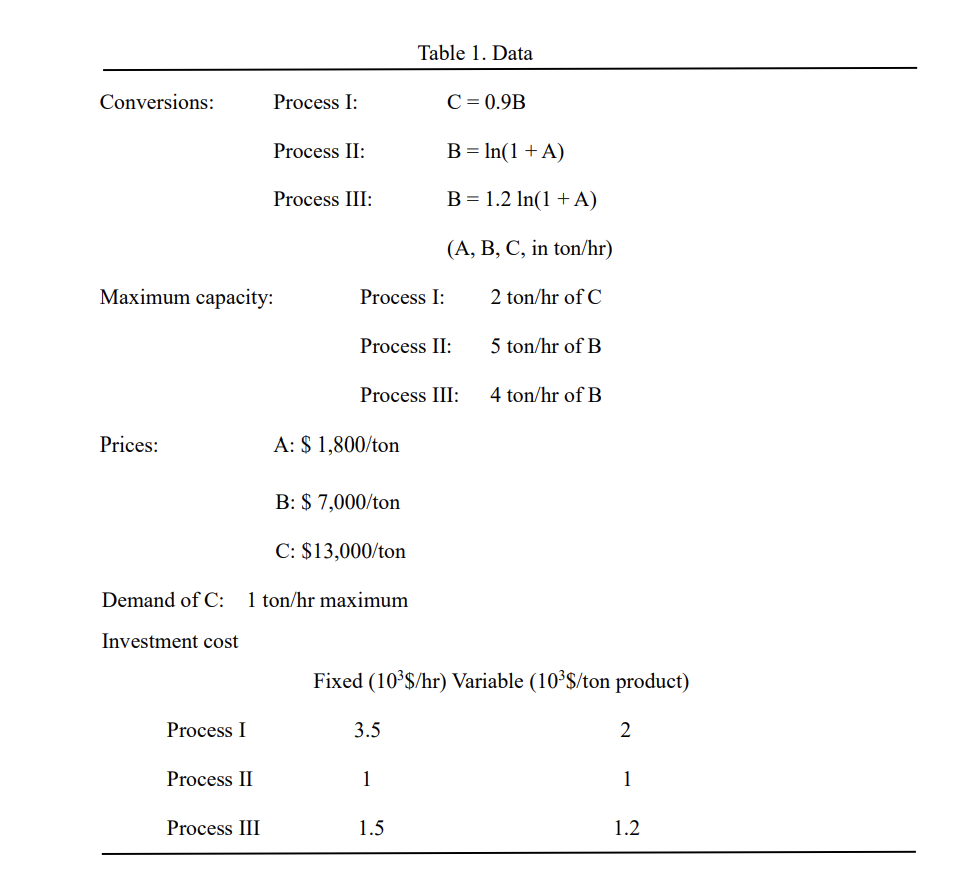 Table 1. Data
Conversions: Process I: C = 0.9B
Process II: B = ln(1 + A)
Process III: B = 1.2 ln(1 + A)
(A, B, C, in ton/hr)
Maximum capacity: Process I: 2 ton/hr of C
Process II: 5 ton/hr of B
Process III: 4 ton/hr of B
Prices: A: $ 1,800/ton
B: $ 7,000/ton
C: $13,000/ton
Demand of C: 1 ton/hr maximum
Investment cost
Fixed (10³$/hr) Variable (10³$/ton product)
Process I 3.5 2
Process II 1 1
Process III 1.5 1.2